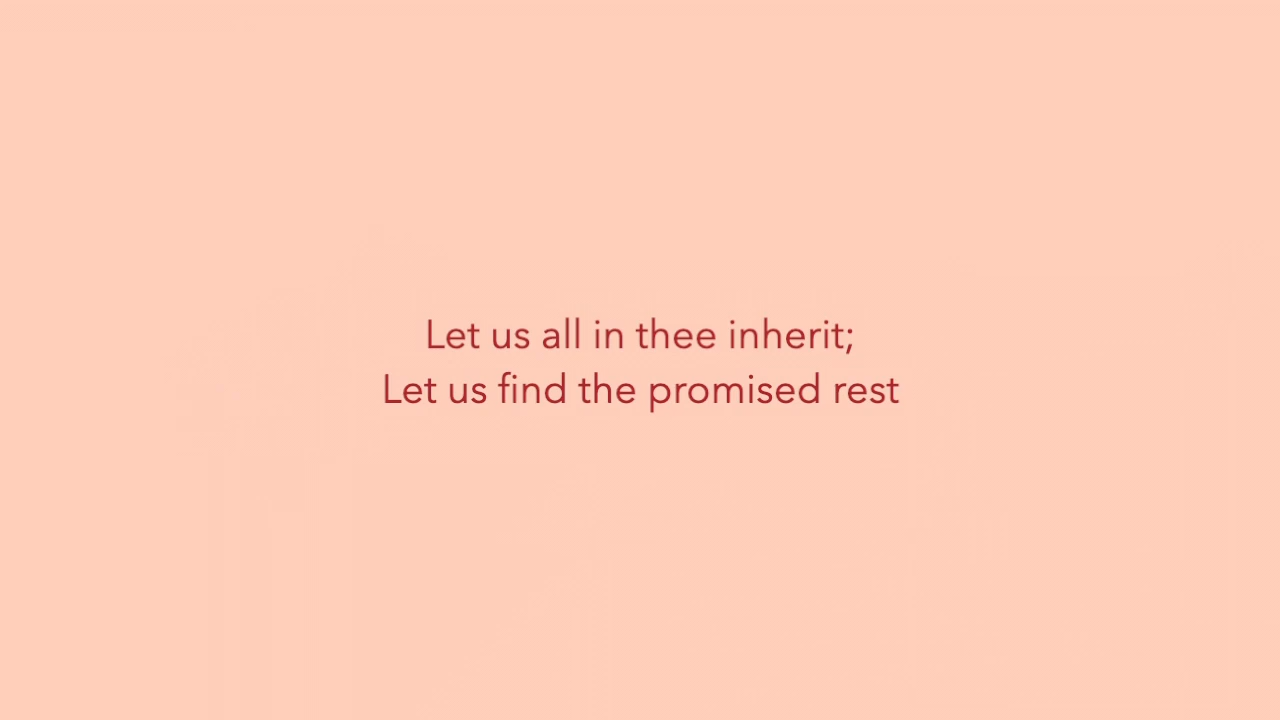 Let us all in thee inherit;
Let us find the promised rest